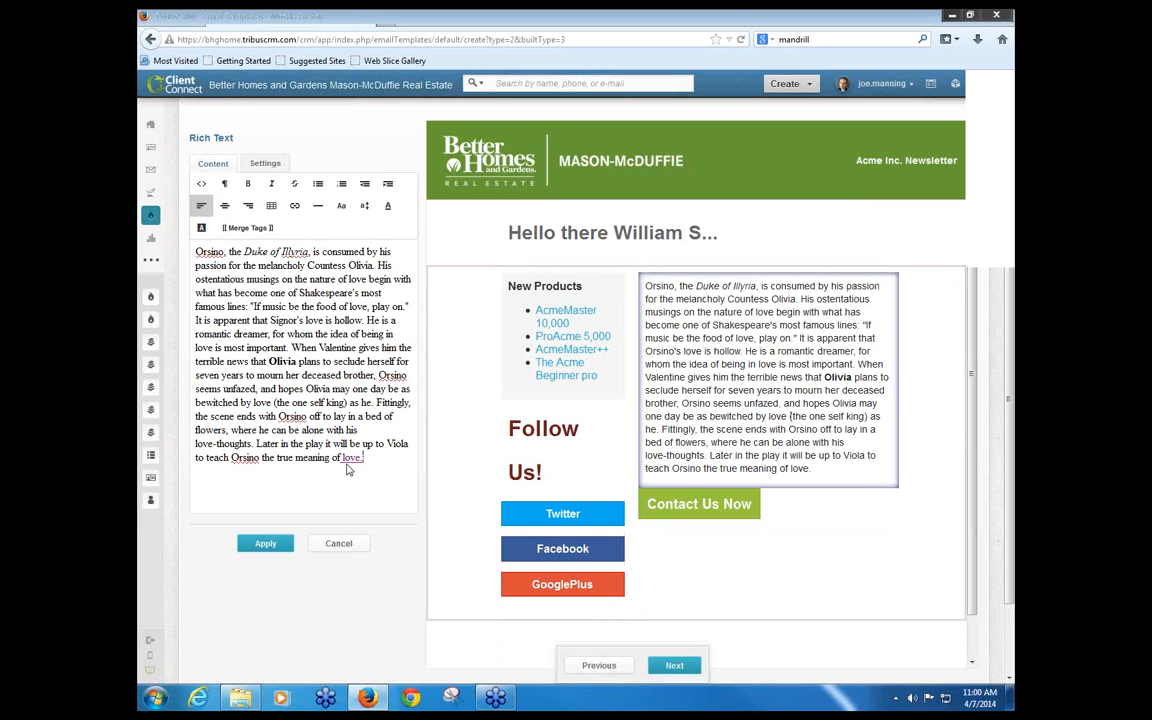 https://bhghome.tribuscrm.com/crm/app/index.php/emailTemplates/default/create?type=2&builtType=3
mandrill
Most Visited
Getting Started
Suggested Sites
Web Slice Gallery
Client Connect
Better Homes and Gardens Mason-McDuffie Real Estate
Search by name, phone, or e-mail
Create
joe.manning
Rich Text
Content
Settings
[[ Merge Tags ]]
Orsino, the Duke of Illyria, is consumed by his
passion for the melancholy Countess Olivia. His
ostentatious musings on the nature of love begin with
what has become one of Shakespeare's most
famous lines: "If music be the food of love, play on."
It is apparent that Signor's love is hollow. He is a
romantic dreamer, for whom the idea of being in
love is most important. When Valentine gives him the
terrible news that Olivia plans to seclude herself for
seven years to mourn her deceased brother, Orsino
seems unfazed, and hopes Olivia may one day be as
bewitched by love (the one self king) as he. Fittingly,
the scene ends with Orsino off to lay in a bed of
flowers, where he can be alone with his
love-thoughts. Later in the play it will be up to Viola
to teach Orsino the true meaning of love.
Apply
Cancel
Better Homes and Gardens
REAL ESTATE
MASON-McDUFFIE
Acme Inc. Newsletter
Hello there William S...
New Products
AcmeMaster
10,000
ProAcme 5,000
AcmeMaster++
The Acme
Beginner pro
Follow
Us!
Twitter
Facebook
GooglePlus
Orsino, the Duke of Illyria, is consumed by his passion
for the melancholy Countess Olivia. His ostentatious
musings on the nature of love begin with what has
become one of Shakespeare's most famous lines: "If
music be the food of love, play on." It is apparent that
Orsino's love is hollow. He is a romantic dreamer, for
whom the idea of being in love is most important. When
Valentine gives him the terrible news that Olivia plans to
seclude herself for seven years to mourn her deceased
brother, Orsino seems unfazed, and hopes Olivia may
one day be as bewitched by love (the one self king) as
he. Fittingly, the scene ends with Orsino off to lay in a
bed of flowers, where he can be alone with his
love-thoughts. Later in the play it will be up to Viola to
teach Orsino the true meaning of love.
Contact Us Now
Previous
Next
11:00 AM
4/7/2014